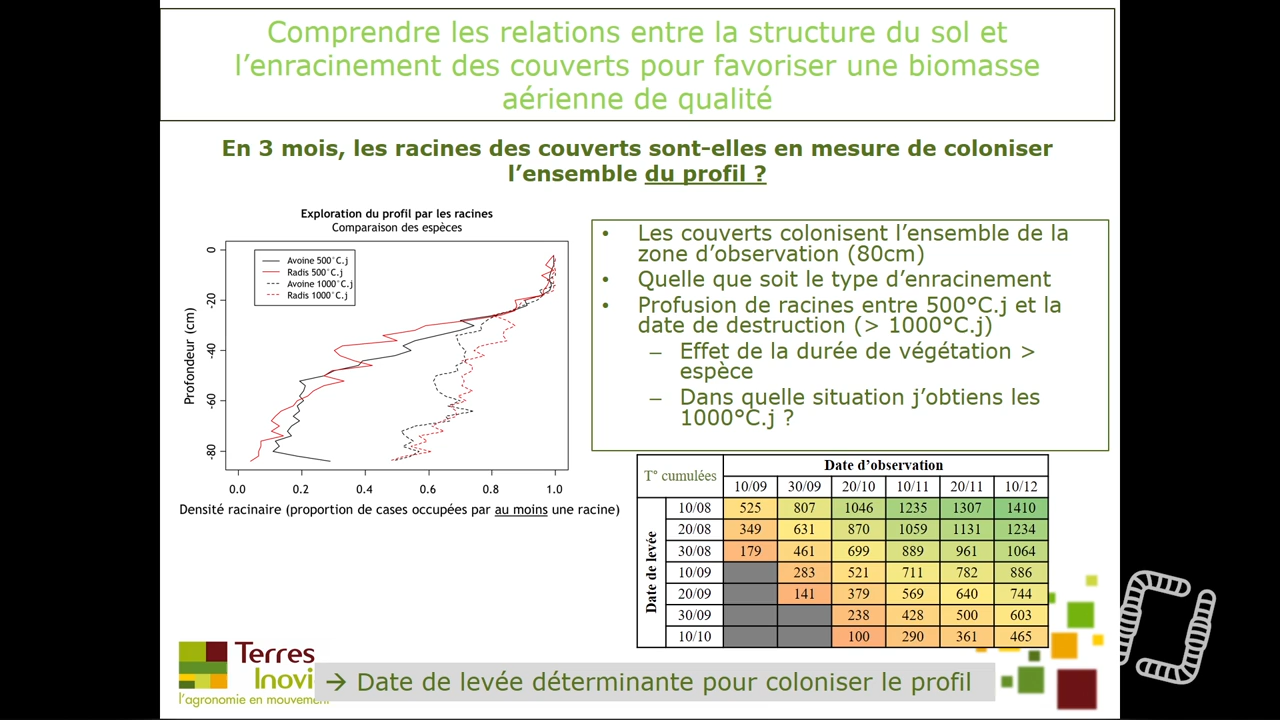 Comprendre les relations entre la structure du sol et
l'enracinement des couverts pour favoriser une biomasse
aérienne de qualité
En 3 mois, les racines des couverts sont-elles en mesure de coloniser
l'ensemble du profil ?
Exploration du profil par les racines
Comparaison des espèces
Avoine 500°C.j
Radis 500°C.j
Avoine 1000°C.j
Radis 1000°C.j
Profondeur (cm)
0
-20
-40
-60
-80
0.0 0.2 0.4 0.6 0.8 1.0
Densité racinaire (proportion de cases occupées par au moins une racine)
• Les couverts colonisent l'ensemble de la
zone d'observation (80cm)
• Quelle que soit le type d'enracinement
• Profusion de racines entre 500°C.j et la
date de destruction (> 1000°C.j)
– Effet de la durée de végétation >
espèce
– Dans quelle situation j'obtiens les
1000°C.j ?
T° cumulées
Date d'observation
10/09 30/09 20/10 10/11 20/11 10/12
Date de levée
10/08 525 807 1046 1235 1307 1410
20/08 349 631 870 1059 1131 1234
30/08 179 461 699 889 961 1064
10/09 283 521 711 782 886
20/09 141 379 569 640 744
30/09 238 428 500 603
10/10 100 290 361 465
Terres
Inovi
l'agronomie en mouvement
→ Date de levée déterminante pour coloniser le profil